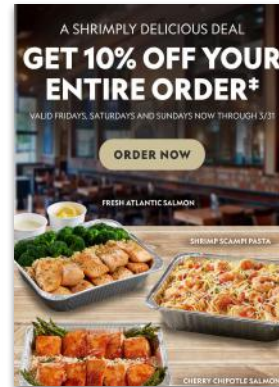 A SHRIMPLY DELICIOUS DEAL
GET 10% OFF YOUR
ENTIRE ORDER‡
VALID FRIDAYS, SATURDAYS AND SUNDAYS NOW THROUGH 3/31
ORDER NOW
FRESH ATLANTIC SALMON
SHRIMP SCAMPI PASTA
CHERRY CHIPOTLE SALMON